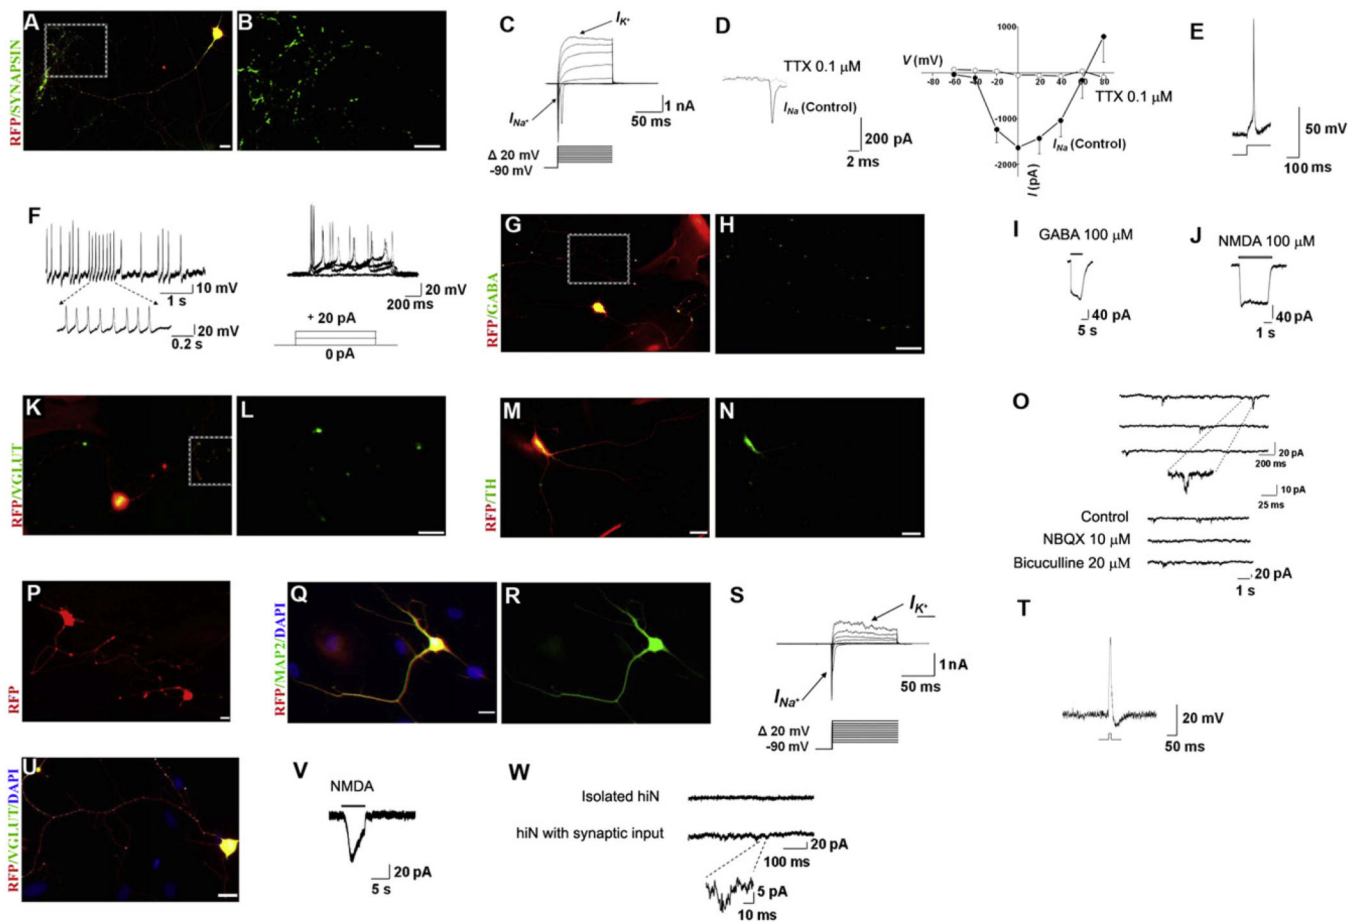 A
RFP/SYNAPSIN
B
C
I K+
I Na+
1 nA
50 ms
Δ 20 mV
-90 mV
D
TTX 0.1 μM
I Na (Control)
200 pA
2 ms
V (mV)
1000
-80 -60 -40 -20 0 20 40 60 80
TTX 0.1 μM
-1000
I Na (Control)
-2000
I (pA)
E
50 mV
100 ms
F
10 mV
1 s
20 mV
0.2 s
20 mV
200 ms
+ 20 pA
0 pA
G
RFP/GABA
H
I
GABA 100 μM
40 pA
5 s
J
NMDA 100 μM
40 pA
1 s
K
RFP/VGLUT
L
M
RFP/TH
N
O
20 pA
200 ms
10 pA
25 ms
Control
NBQX 10 μM
Bicuculline 20 μM
20 pA
1 s
P
RFP
Q
RFP/MAP2/DAPI
R
S
I K+
I Na+
1 nA
50 ms
Δ 20 mV
-90 mV
T
20 mV
50 ms
U
RFP/VGLUT/DAPI
V
NMDA
20 pA
5 s
W
Isolated hiN
hiN with synaptic input
20 pA
100 ms
5 pA
10 ms